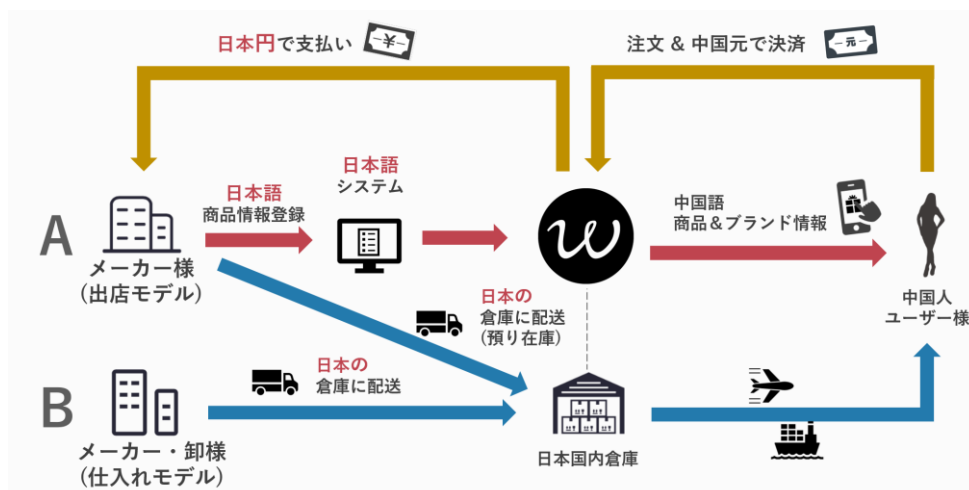 日本円で支払い
¥
注文 & 中国元で決済
元
A
日本語
商品情報登録
日本語
システム
w
中国語
商品&ブランド情報
メーカー様
(出店モデル)
日本の
倉庫に配送
(預り在庫)
中国人
ユーザー様
B
日本の
倉庫に配送
メーカー・卸様
(仕入れモデル)
日本国内倉庫